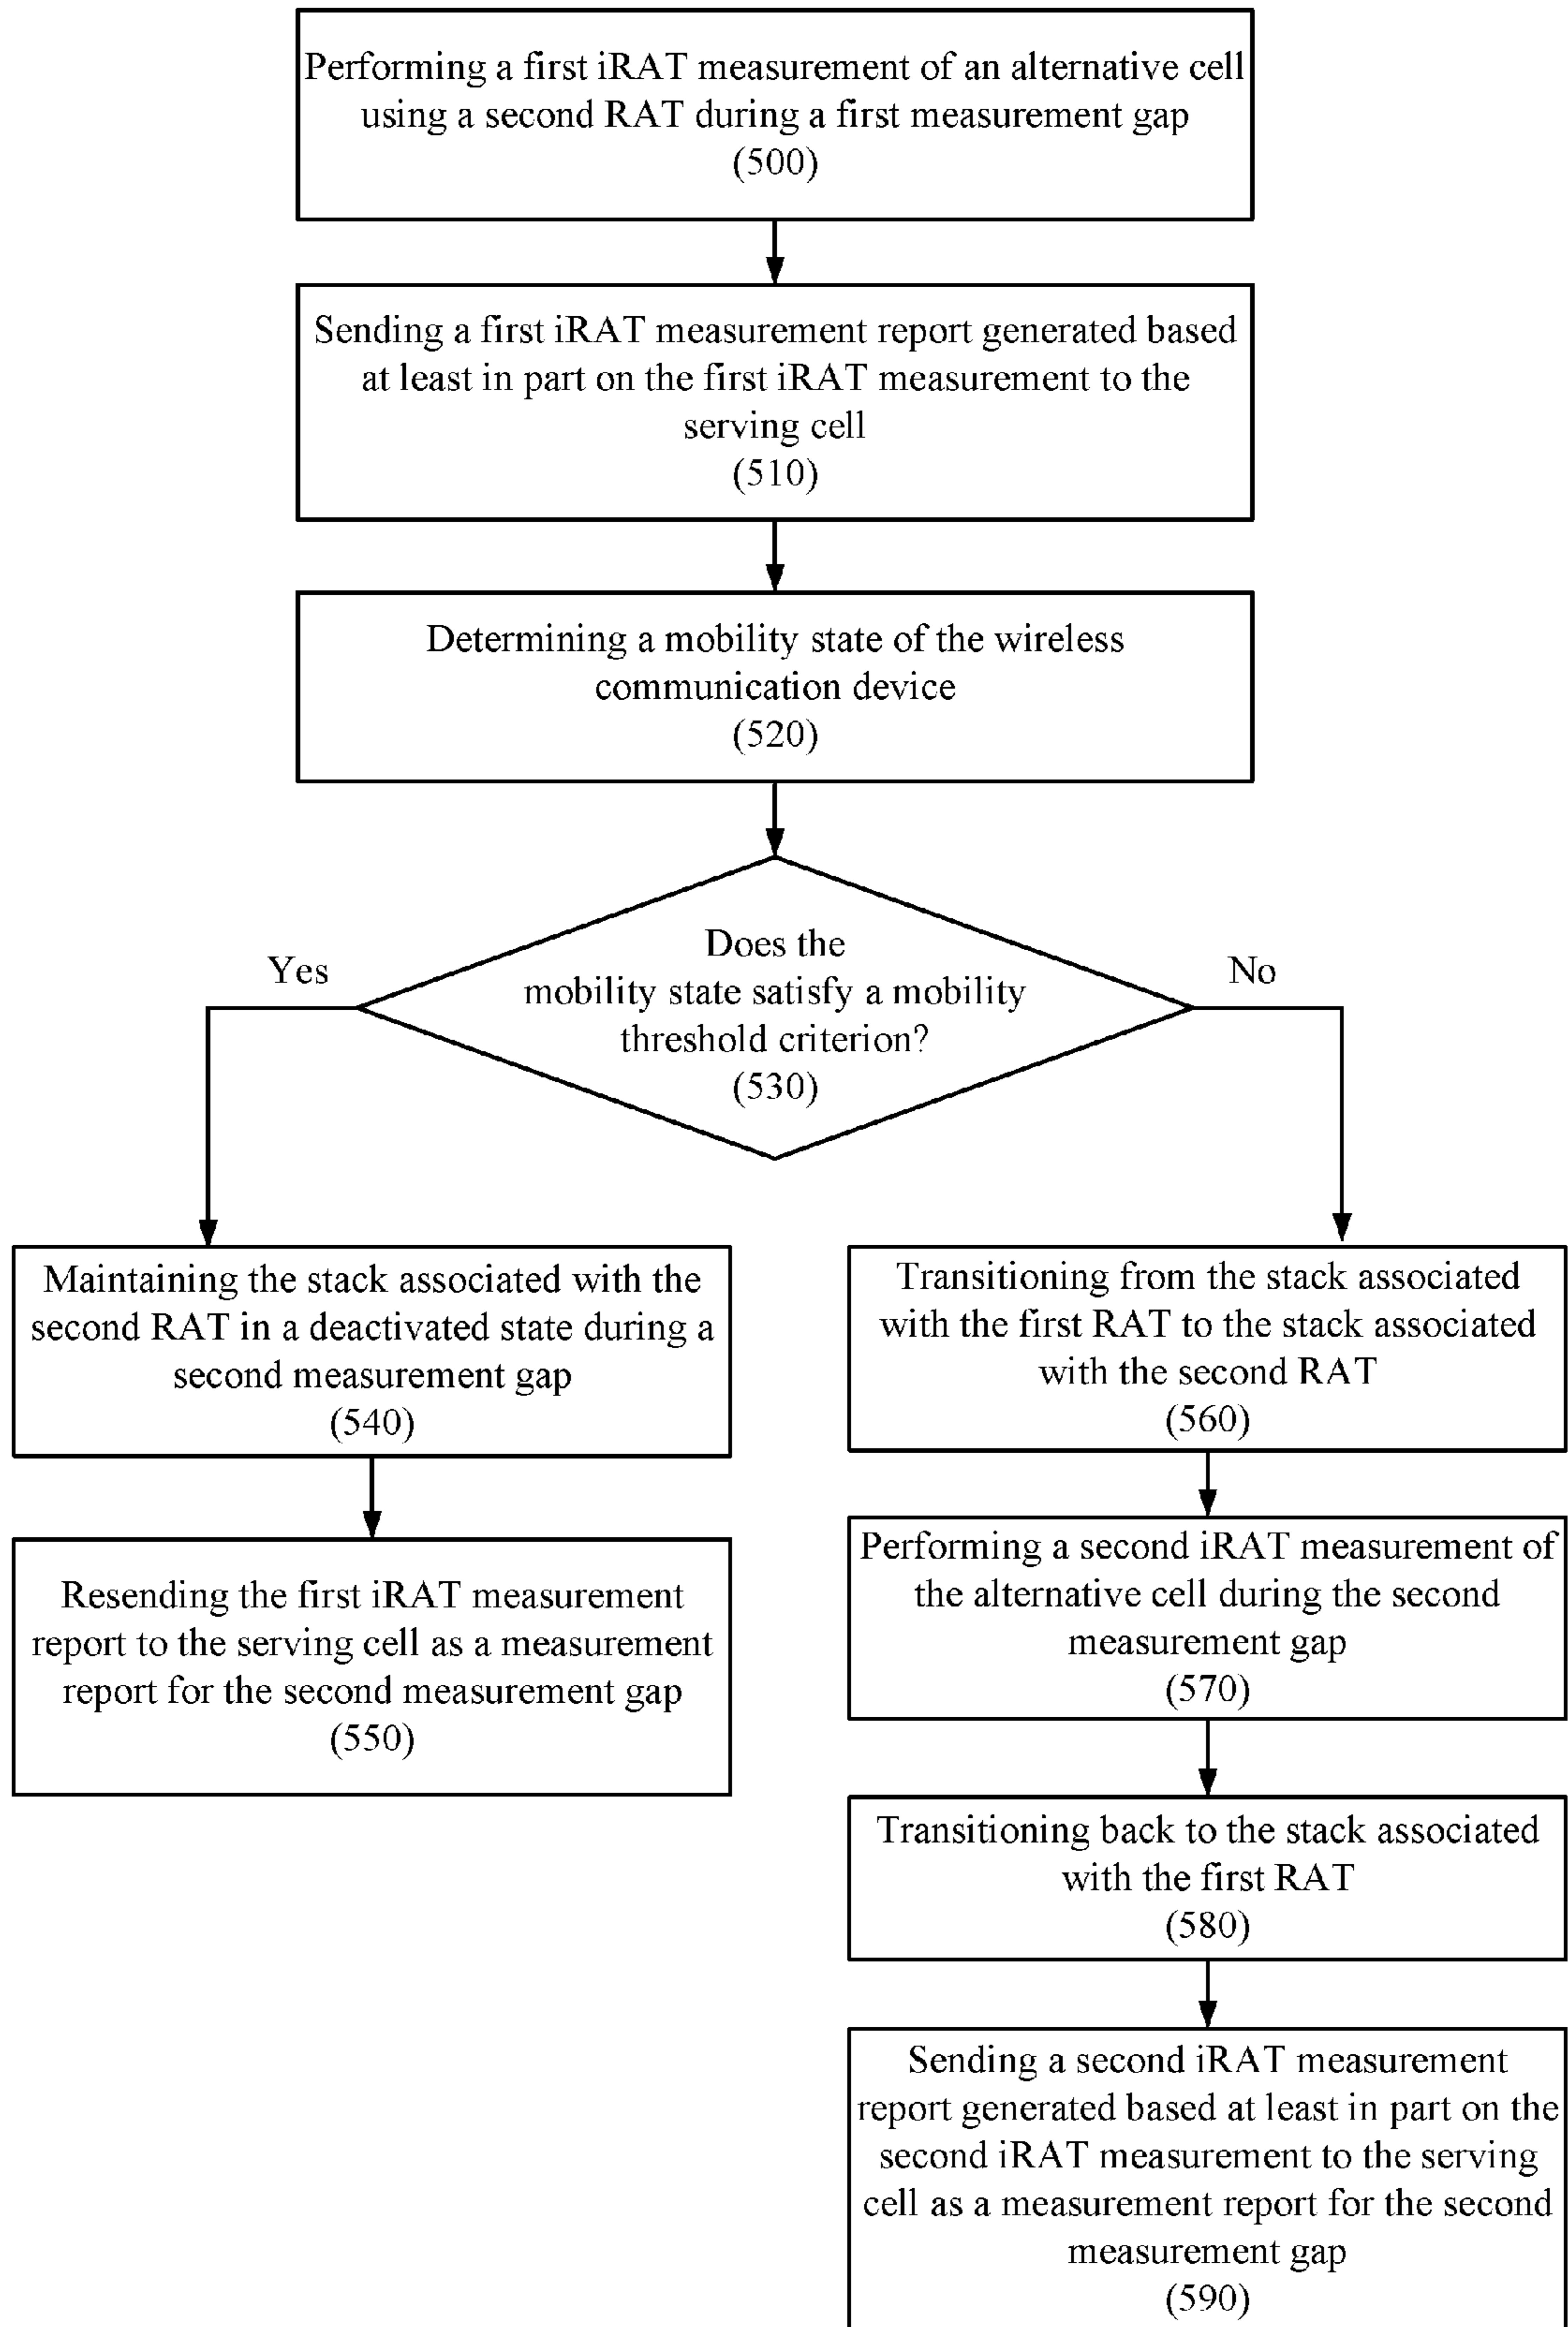 Performing a first iRAT measurement of an alternative cell
using a second RAT during a first measurement gap
(500)
Sending a first iRAT measurement report generated based
at least in part on the first iRAT measurement to the
serving cell
(510)
Determining a mobility state of the wireless
communication device
(520)
Does the
mobility state satisfy a mobility
threshold criterion?
(530)
Yes
No
Maintaining the stack associated with the
second RAT in a deactivated state during a
second measurement gap
(540)
Resending the first iRAT measurement
report to the serving cell as a measurement
report for the second measurement gap
(550)
Transitioning from the stack associated
with the first RAT to the stack associated
with the second RAT
(560)
Performing a second iRAT measurement of
the alternative cell during the second
measurement gap
(570)
Transitioning back to the stack associated
with the first RAT
(580)
Sending a second iRAT measurement
report generated based at least in part on the
second iRAT measurement to the serving
cell as a measurement report for the second
measurement gap
(590)